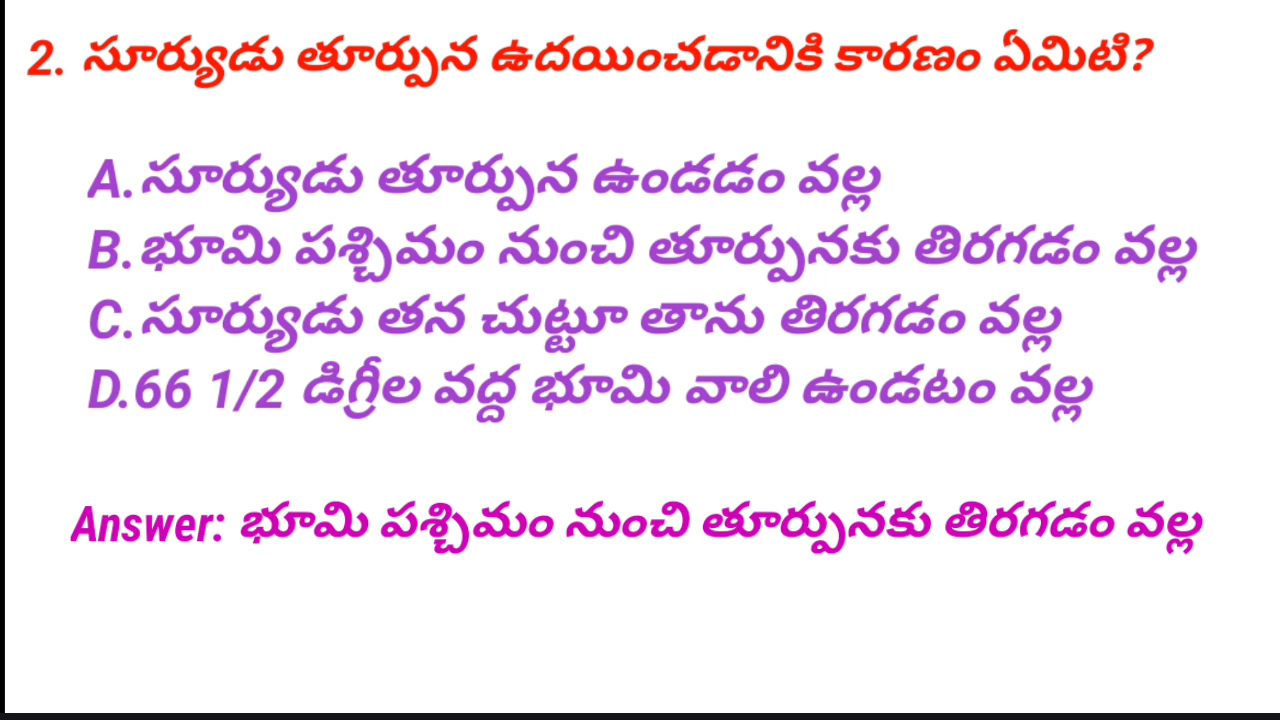 2. సూర్యుడు తూర్పున ఉదయించడానికి కారణం ఏమిటి?
A.సూర్యుడు తూర్పున ఉండడం వల్ల
B.భూమి పశ్చిమం నుంచి తూర్పునకు తిరగడం వల్ల
C.సూర్యుడు తన చుట్టూ తాను తిరగడం వల్ల
D.66 1/2 డిగ్రీల వద్ద భూమి వాలి ఉండటం వల్ల
Answer: భూమి పశ్చిమం నుంచి తూర్పునకు తిరగడం వల్ల